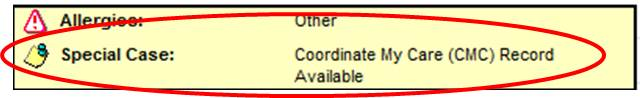 Allergies: Other
Special Case: Coordinate My Care (CMC) Record
Available